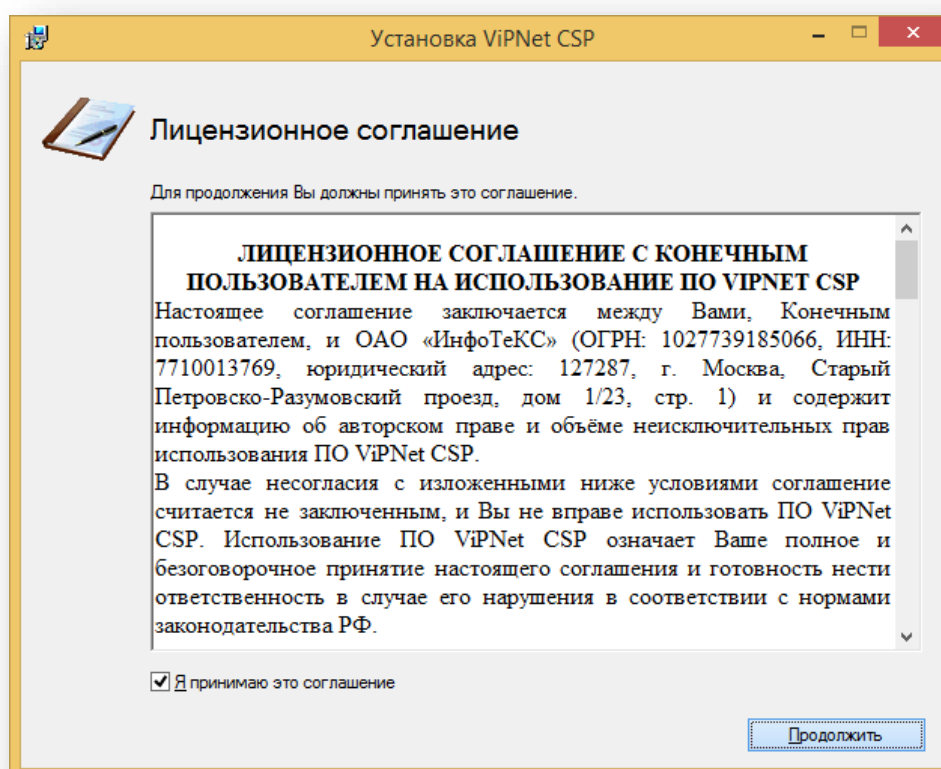 Установка ViPNet CSP
Лицензионное соглашение
Для продолжения Вы должны принять это соглашение.
ЛИЦЕНЗИОННОЕ СОГЛАШЕНИЕ С КОНЕЧНЫМ
ПОЛЬЗОВАТЕЛЕМ НА ИСПОЛЬЗОВАНИЕ ПО VIPNET CSP
Настоящее соглашение заключается между Вами, Конечным
пользователем, и ОАО «ИнфоТеКС» (ОГРН: 1027739185066, ИНН:
7710013769, юридический адрес: 127287, г. Москва, Старый
Петровско-Разумовский проезд, дом 1/23, стр. 1) и содержит
информацию об авторском праве и объёме неисключительных прав
использования ПО ViPNet CSP.
В случае несогласия с изложенными ниже условиями соглашение
считается не заключенным, и Вы не вправе использовать ПО ViPNet
CSP. Использование ПО ViPNet CSP означает Ваше полное и
безоговорочное принятие настоящего соглашения и готовность нести
ответственность в случае его нарушения в соответствии с нормами
законодательства РФ.
Я принимаю это соглашение
Продолжить